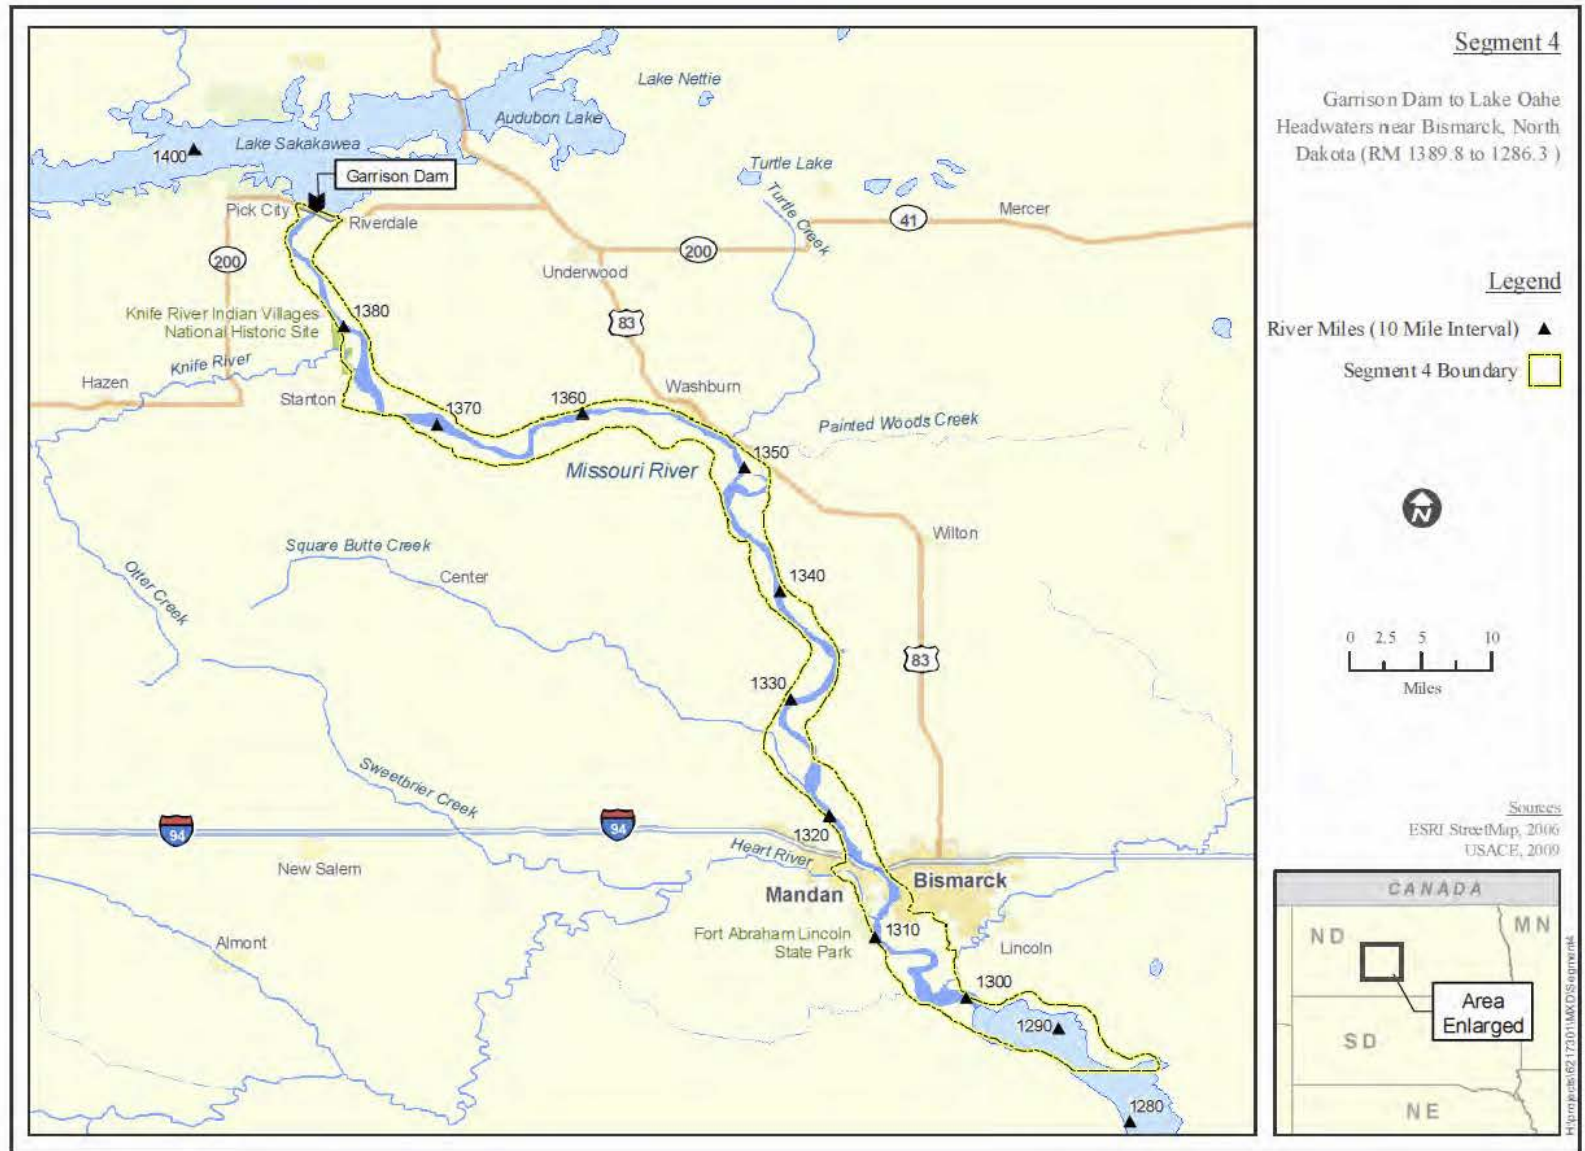 Segment 4
Garrison Dam to Lake Oahe
Headwaters near Bismarck, North
Dakota (RM 1389.8 to 1286.3 )
Legend
River Miles (10 Mile Interval)
Segment 4 Boundary
N
0 2.5 5 10
Miles
Sources
ESRI StreetMap, 2006
USACE, 2009
CANADA
ND
MN
SD
NE
Area
Enlarged
H:\projects\6217301\MXD\Segment4
Lake Nettie
Audubon Lake
Lake Sakakawea
1400
Garrison Dam
Turtle Lake
Turtle Creek
Pick City
Riverdale
Mercer
41
200
200
Underwood
83
Knife River Indian Villages
National Historic Site
1380
Knife River
Hazen
Stanton
1370
1360
Washburn
Painted Woods Creek
1350
Missouri River
Wilton
Square Butte Creek
Center
Otter Creek
1340
83
1330
Sweetbrier Creek
94
94
1320
Heart River
New Salem
Mandan
Bismarck
Almont
Fort Abraham Lincoln
State Park
1310
Lincoln
1300
1290
1280